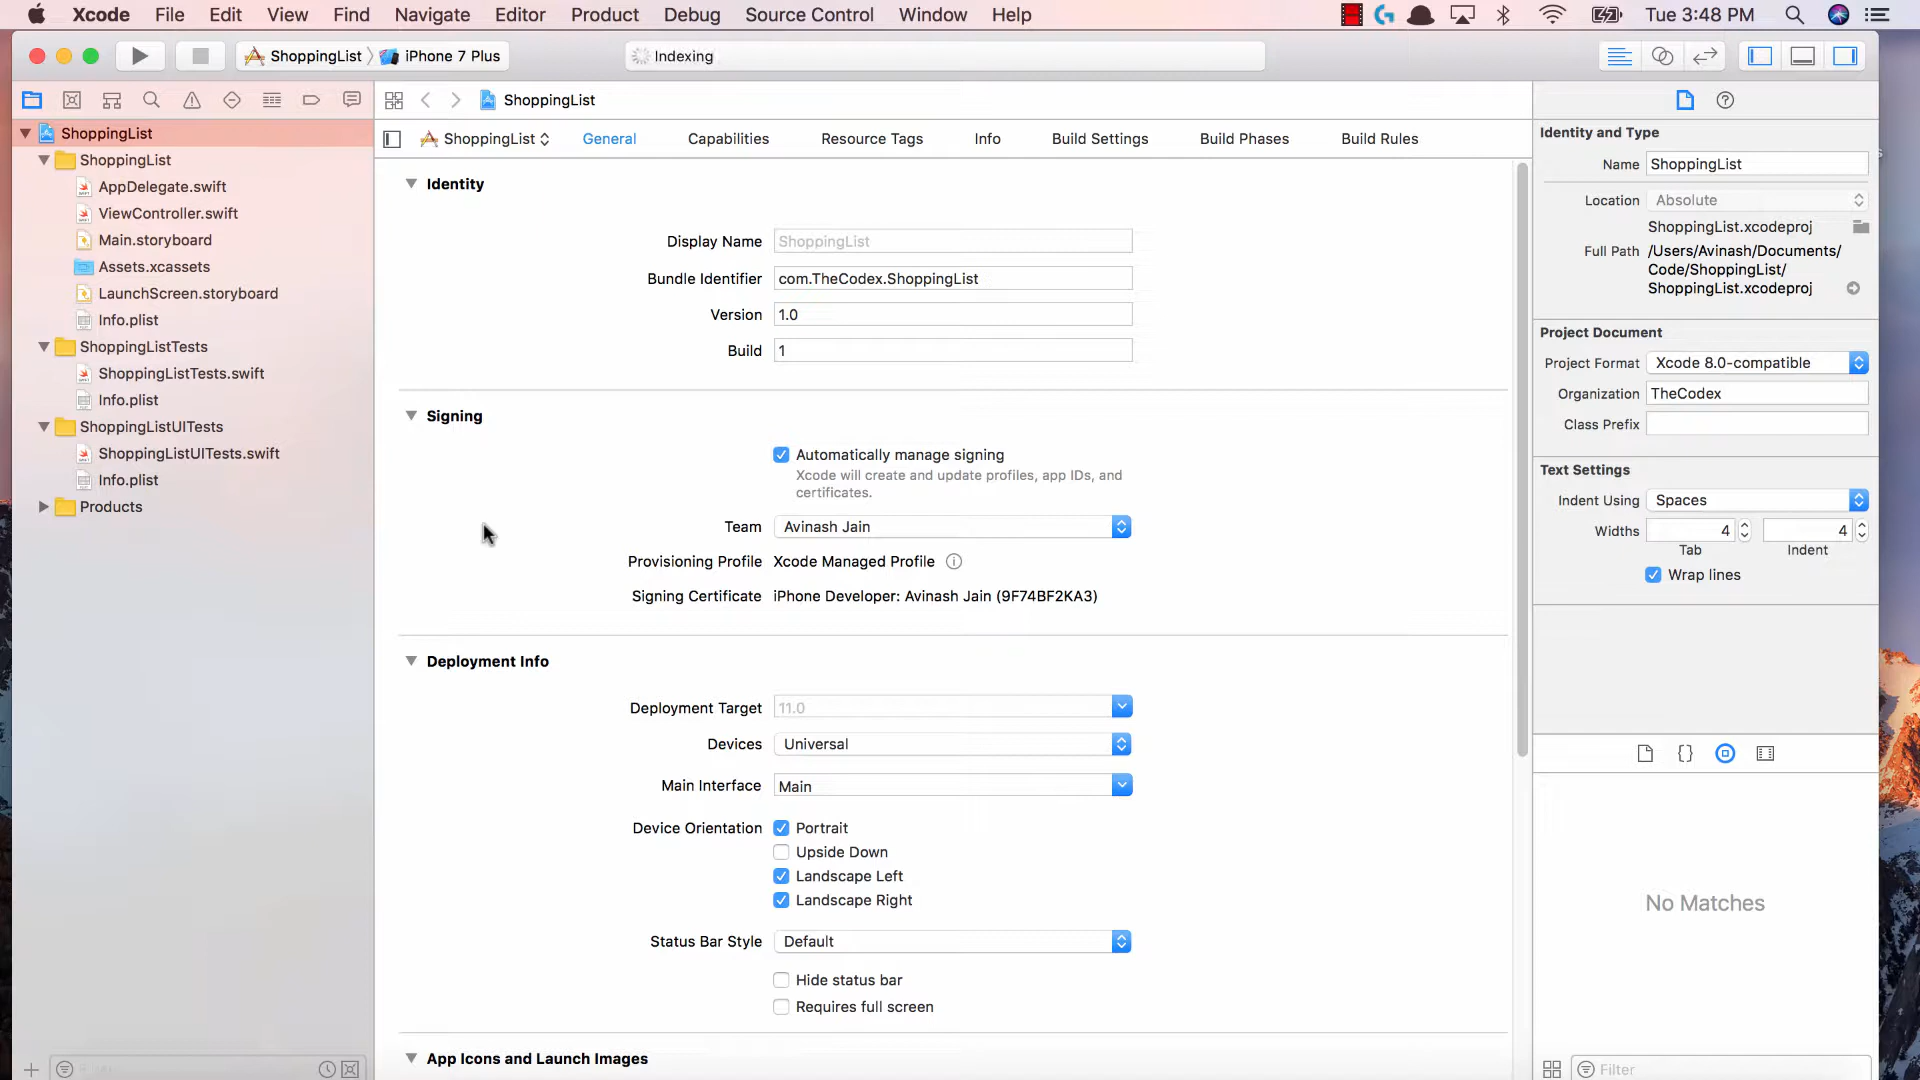 Xcode File Edit View Find Navigate Editor Product Debug Source Control Window Help Tue 3:48 PM
ShoppingList iPhone 7 Plus Indexing
ShoppingList
ShoppingList
ShoppingList
AppDelegate.swift
ViewController.swift
Main.storyboard
Assets.xcassets
LaunchScreen.storyboard
Info.plist
ShoppingListTests
ShoppingListTests.swift
Info.plist
ShoppingListUITests
ShoppingListUITests.swift
Info.plist
Products
ShoppingList General Capabilities Resource Tags Info Build Settings Build Phases Build Rules
Identity
Display Name ShoppingList
Bundle Identifier com.TheCodex.ShoppingList
Version 1.0
Build 1
Signing
Automatically manage signing
Xcode will create and update profiles, app IDs, and
certificates.
Team Avinash Jain
Provisioning Profile Xcode Managed Profile
Signing Certificate iPhone Developer: Avinash Jain (9F74BF2KA3)
Deployment Info
Deployment Target 11.0
Devices Universal
Main Interface Main
Device Orientation Portrait
Upside Down
Landscape Left
Landscape Right
Status Bar Style Default
Hide status bar
Requires full screen
App Icons and Launch Images
Identity and Type
Name ShoppingList
Location Absolute
ShoppingList.xcodeproj
Full Path /Users/Avinash/Documents/
Code/ShoppingList/
ShoppingList.xcodeproj
Project Document
Project Format Xcode 8.0-compatible
Organization TheCodex
Class Prefix
Text Settings
Indent Using Spaces
Widths 4 4
Tab Indent
Wrap lines
No Matches
Filter